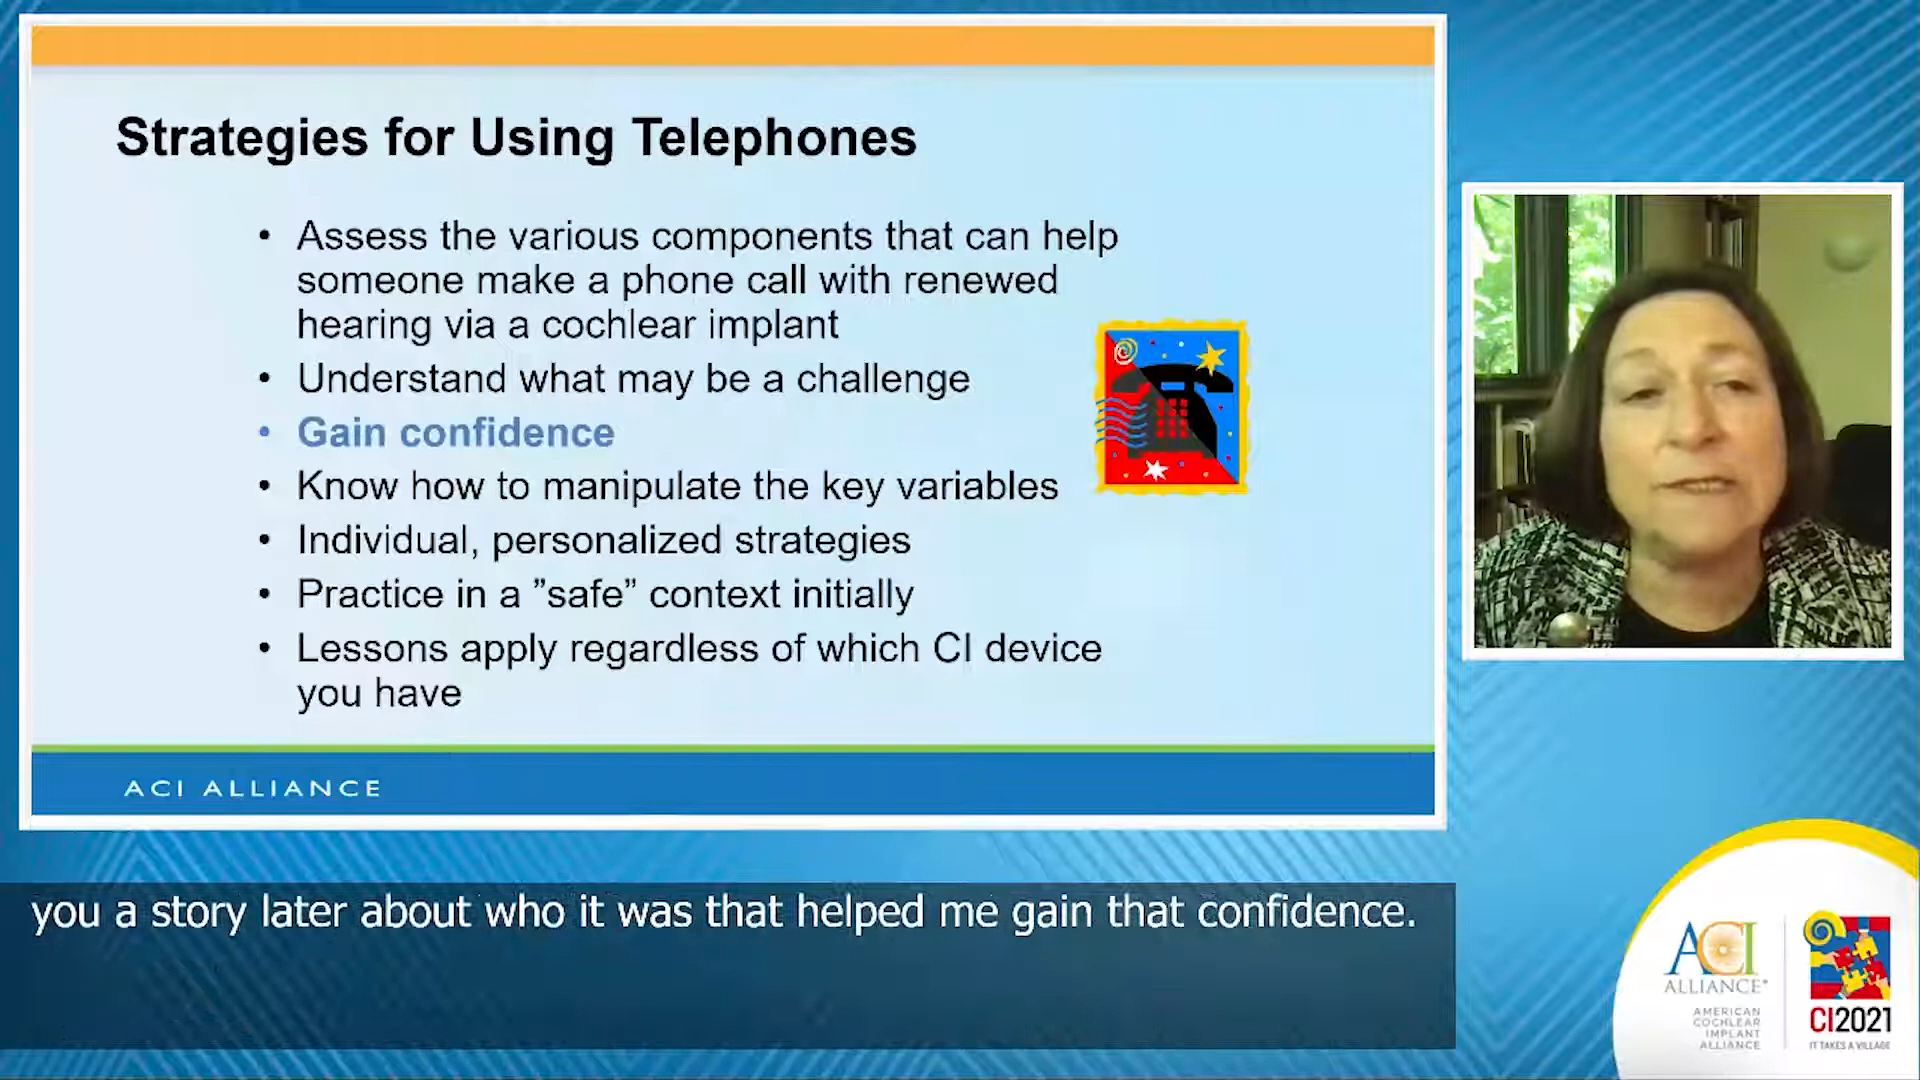 Strategies for Using Telephones
• Assess the various components that can help
someone make a phone call with renewed
hearing via a cochlear implant
• Understand what may be a challenge
• Gain confidence
• Know how to manipulate the key variables
• Individual, personalized strategies
• Practice in a ”safe” context initially
• Lessons apply regardless of which CI device
you have
ACI ALLIANCE
you a story later about who it was that helped me gain that confidence.
ACI
ALLIANCE®
AMERICAN
COCHLEAR
IMPLANT
ALLIANCE
CI2021
IT TAKES A VILLAGE